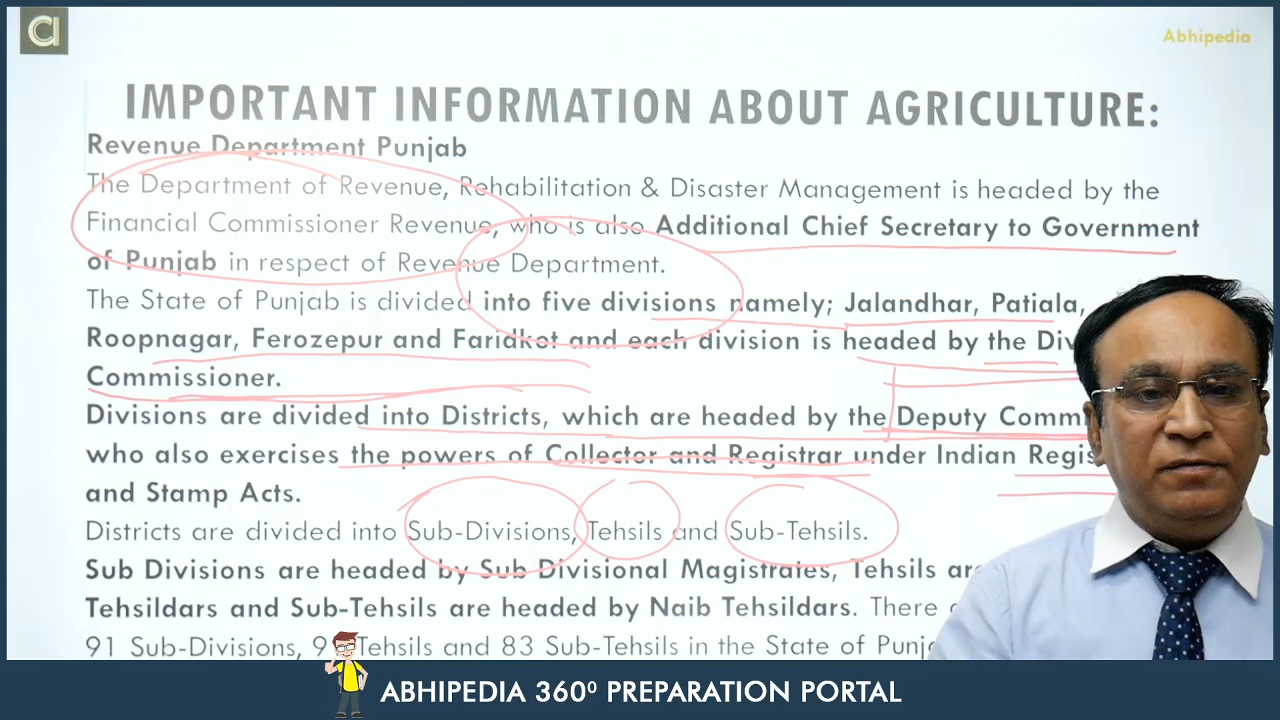 Abhipedia
IMPORTANT INFORMATION ABOUT AGRICULTURE:
Revenue Department Punjab
The Department of Revenue, Rehabilitation & Disaster Management is headed by the
Financial Commissioner Revenue, who is also Additional Chief Secretary to Government
of Punjab in respect of Revenue Department.
The State of Punjab is divided into five divisions namely; Jalandhar, Patiala,
Roopnagar, Ferozepur and Faridkot and each division is headed by the
Commissioner.
Divisions are divided into Districts, which are headed by the Deputy
who also exercises the powers of Collector and Registrar under Indian
and Stamp Acts.
Districts are divided into Sub-Divisions, Tehsils and Sub-Tehsils.
Sub Divisions are headed by Sub Divisional Magistrates, Tehsils
Tehsildars and Sub-Tehsils are headed by Naib Tehsildars. There
91 Sub-Divisions, Tehsils and 83 Sub-Tehsils in the State of
ABHIPEDIA 360⁰ PREPARATION PORTAL